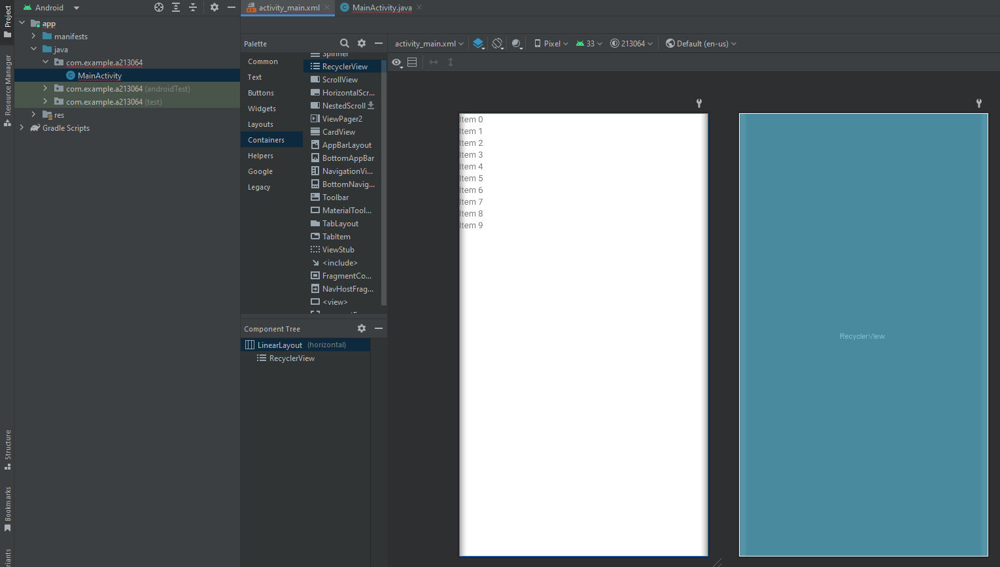 Project
Resource Manager
Structure
Bookmarks
Android
app
manifests
java
com.example.a213064
MainActivity
com.example.a213064 (androidTest)
com.example.a213064 (test)
res
Gradle Scripts
activity_main.xml
MainActivity.java
Palette
Common
Text
Buttons
Widgets
Layouts
Containers
Helpers
Google
Legacy
Spinner
RecyclerView
ScrollView
HorizontalScr...
NestedScroll
ViewPager2
CardView
AppBarLayout
BottomAppBar
NavigationVi...
BottomNavig...
Toolbar
MaterialTool...
TabLayout
TabItem
ViewStub
<include>
FragmentCo...
NavHostFrag...
<view>
Component Tree
LinearLayout (horizontal)
RecyclerView
activity_main.xml
Pixel
33
213064
Default (en-us)
Item 0
Item 1
Item 2
Item 3
Item 4
Item 5
Item 6
Item 7
Item 8
Item 9
RecyclerView